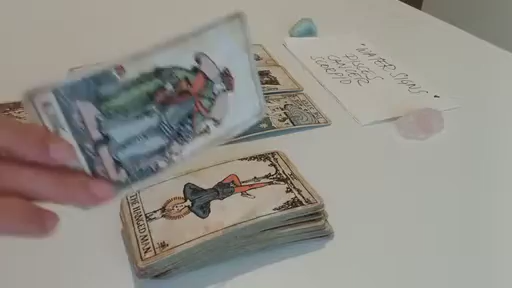 "WATER SIGNS"
PISCES
CANCER
SCORPIO
THE HANGED MAN.